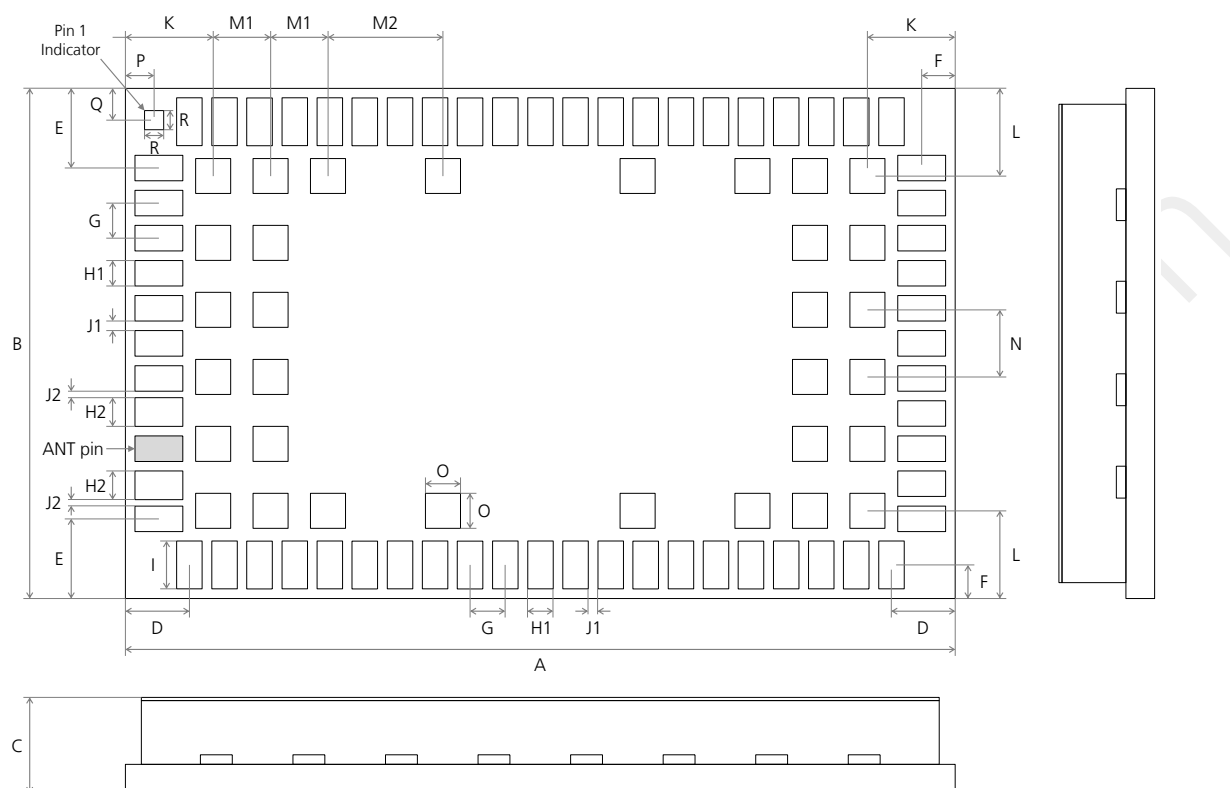 K M1 M1 M2 K
Pin 1
Indicator
P F
Q
E R L
R
G
H1
J1
B N
J2
H2
ANT pin
H2 O
J2 O
E I L
F
D G H1 J1 D
A
C